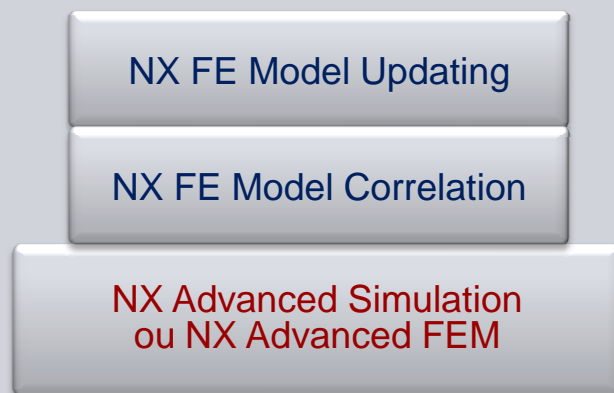 NX FE Model Updating
NX FE Model Correlation
NX Advanced Simulation
ou NX Advanced FEM